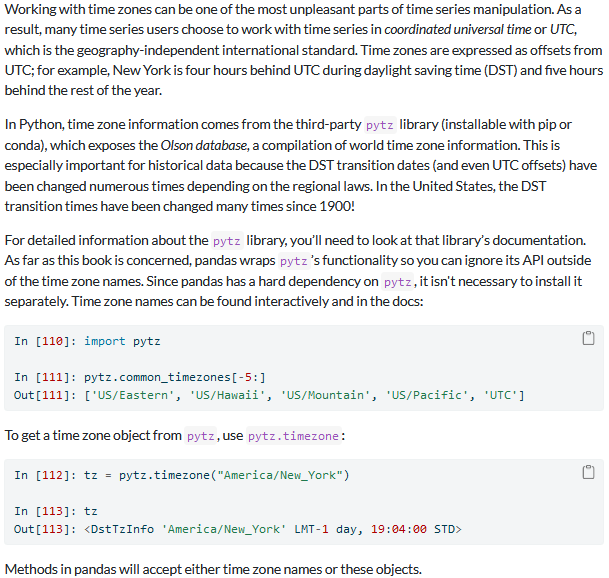 Working with time zones can be one of the most unpleasant parts of time series manipulation. As a
result, many time series users choose to work with time series in coordinated universal time or UTC,
which is the geography-independent international standard. Time zones are expressed as offsets from
UTC; for example, New York is four hours behind UTC during daylight saving time (DST) and five hours
behind the rest of the year.
In Python, time zone information comes from the third-party pytz library (installable with pip or
conda), which exposes the Olson database, a compilation of world time zone information. This is
especially important for historical data because the DST transition dates (and even UTC offsets) have
been changed numerous times depending on the regional laws. In the United States, the DST
transition times have been changed many times since 1900!
For detailed information about the pytz library, you’ll need to look at that library’s documentation.
As far as this book is concerned, pandas wraps pytz ’s functionality so you can ignore its API outside
of the time zone names. Since pandas has a hard dependency on pytz , it isn’t necessary to install it
separately. Time zone names can be found interactively and in the docs:
In [110]: import pytz
In [111]: pytz.common_timezones[-5:]
Out[111]: ['US/Eastern', 'US/Hawaii', 'US/Mountain', 'US/Pacific', 'UTC']
To get a time zone object from pytz , use pytz.timezone :
In [112]: tz = pytz.timezone("America/New_York")
In [113]: tz
Out[113]: <DstTzInfo 'America/New_York' LMT-1 day, 19:04:00 STD>
Methods in pandas will accept either time zone names or these objects.